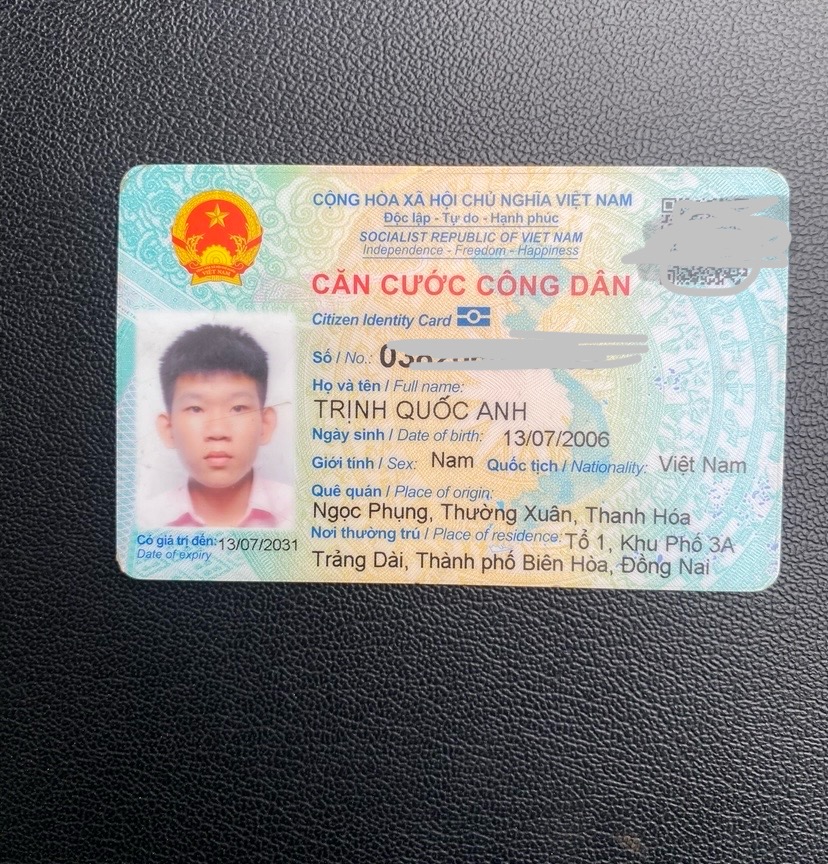 CỘNG HÒA XÃ HỘI CHỦ NGHĨA VIỆT NAM
Độc lập - Tự do - Hạnh phúc
SOCIALIST REPUBLIC OF VIET NAM
Independence - Freedom - Happiness
CĂN CƯỚC CÔNG DÂN
Citizen Identity Card
Số / No.:
Họ và tên / Full name:
TRỊNH QUỐC ANH
Ngày sinh / Date of birth: 13/07/2006
Giới tính / Sex: Nam Quốc tịch / Nationality: Việt Nam
Quê quán / Place of origin:
Ngọc Phụng, Thường Xuân, Thanh Hóa
Nơi thường trú / Place of residence: Tổ 1, Khu Phố 3A
Trảng Dài, Thành phố Biên Hòa, Đồng Nai
Có giá trị đến: 13/07/2031
Date of expiry
VIỆT NAM